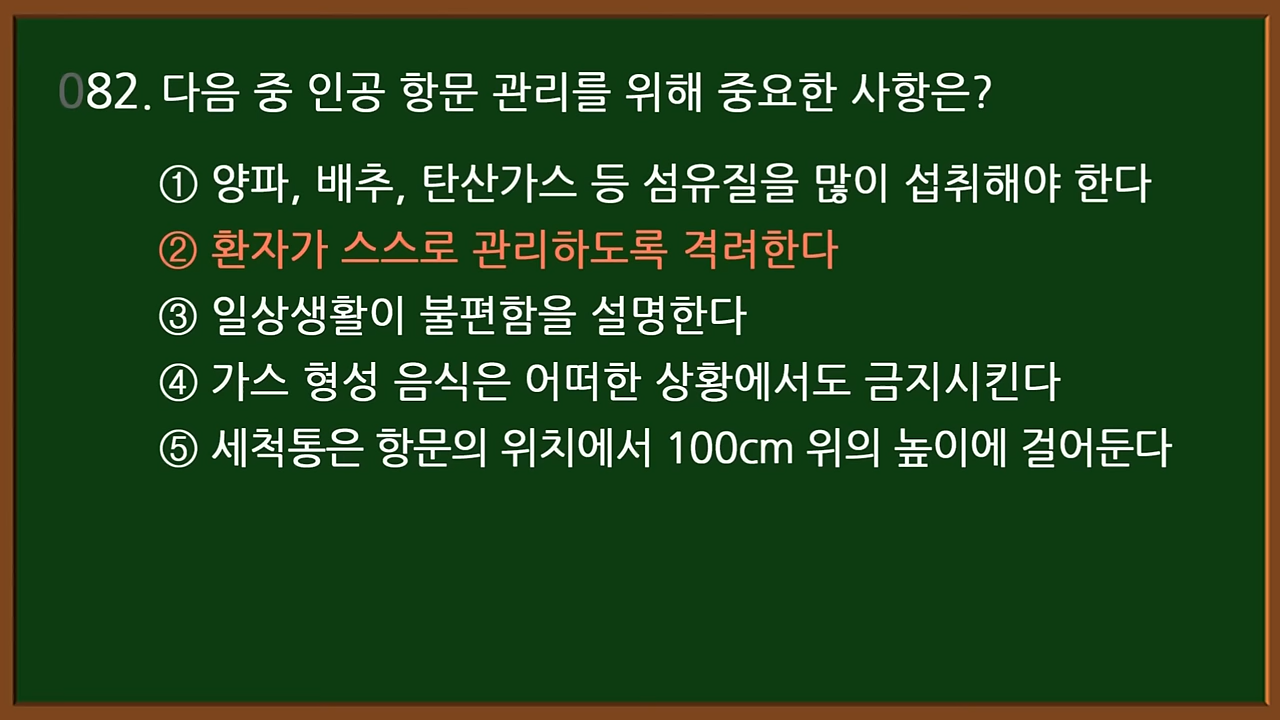 082. 다음 중 인공 항문 관리를 위해 중요한 사항은?
① 양파, 배추, 탄산가스 등 섬유질을 많이 섭취해야 한다
② 환자가 스스로 관리하도록 격려한다
③ 일상생활이 불편함을 설명한다
④ 가스 형성 음식은 어떠한 상황에서도 금지시킨다
⑤ 세척통은 항문의 위치에서 100cm 위의 높이에 걸어둔다